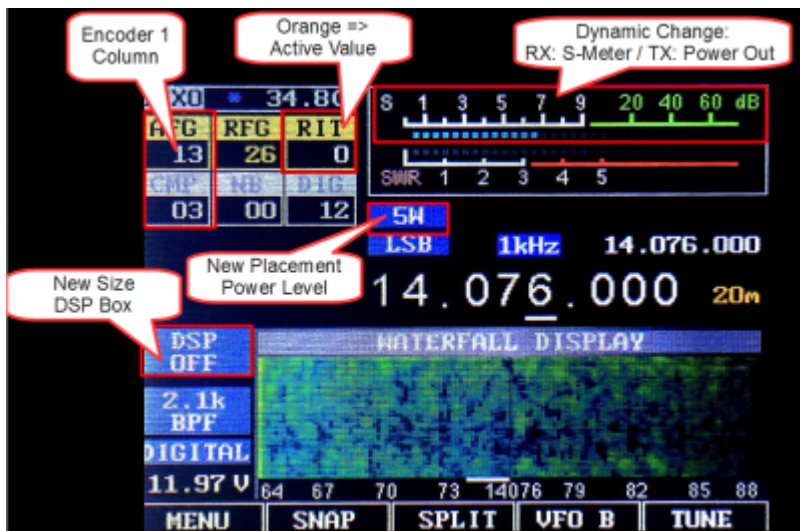 Encoder 1
Column
Orange =>
Active Value
Dynamic Change:
RX: S-Meter / TX: Power Out
* 34.8
S 1 3 5 7 9 20 40 60 dB
AFG RFG RIT
13 26 0
SWR 1 2 3 4 5
CMP NB DIG
03 00 12
5W
LSB 1kHz 14.076.000
New Placement
Power Level
14.076.000 20m
New Size
DSP Box
DSP
OFF
WATERFALL DISPLAY
2.1k
BPF
DIGITAL
11.97 V
64 67 70 73 14076 79 82 85 88
MENU SNAP SPLIT VFO B TUNE